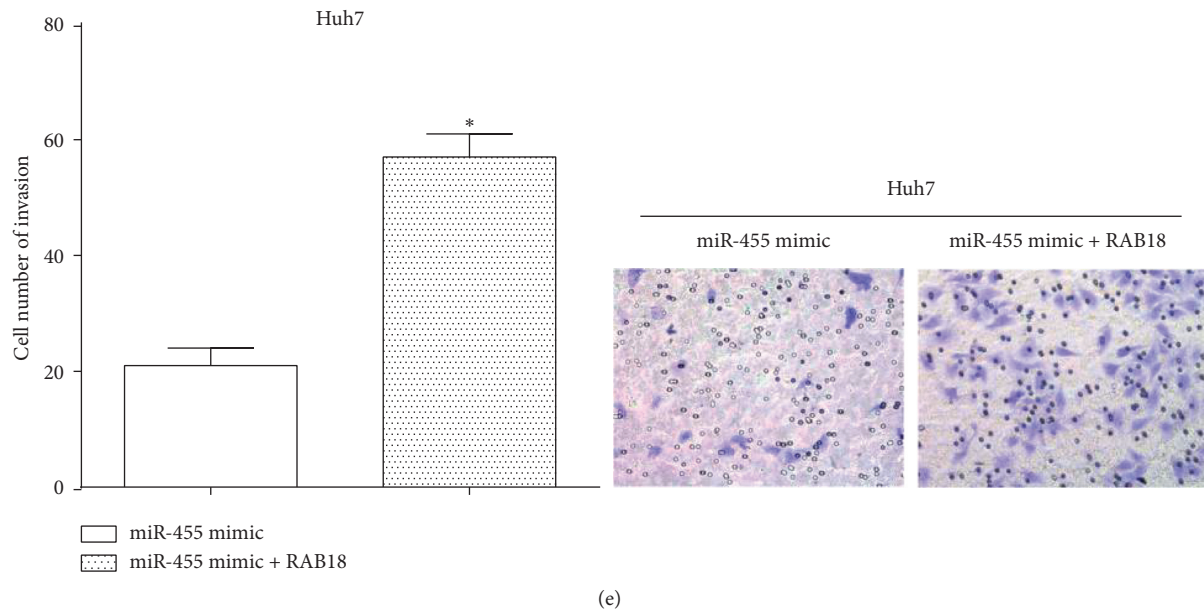 Huh7
80
60
40
20
0
Cell number of invasion
*
miR-455 mimic
miR-455 mimic + RAB18
Huh7
miR-455 mimic
miR-455 mimic + RAB18
(e)